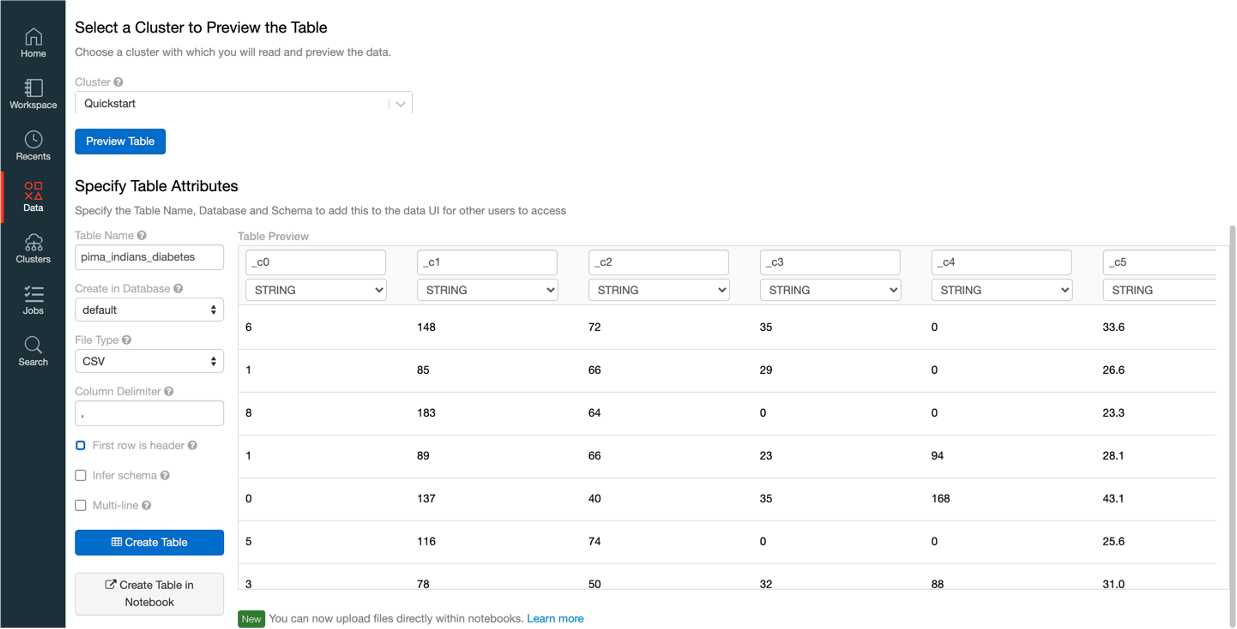 Home
Workspace
Recents
Data
Clusters
Jobs
Search
Select a Cluster to Preview the Table
Choose a cluster with which you will read and preview the data.
Cluster
Quickstart
Preview Table
Specify Table Attributes
Specify the Table Name, Database and Schema to add this to the data UI for other users to access
Table Name
pima_indians_diabetes
Create in Database
default
File Type
CSV
Column Delimiter
,
First row is header
Infer schema
Multi-line
Create Table
Create Table in
Notebook
Table Preview
_c0 _c1 _c2 _c3 _c4 _c5
STRING STRING STRING STRING STRING STRING
6 148 72 35 0 33.6
1 85 66 29 0 26.6
8 183 64 0 0 23.3
1 89 66 23 94 28.1
0 137 40 35 168 43.1
5 116 74 0 0 25.6
3 78 50 32 88 31.0
New You can now upload files directly within notebooks. Learn more